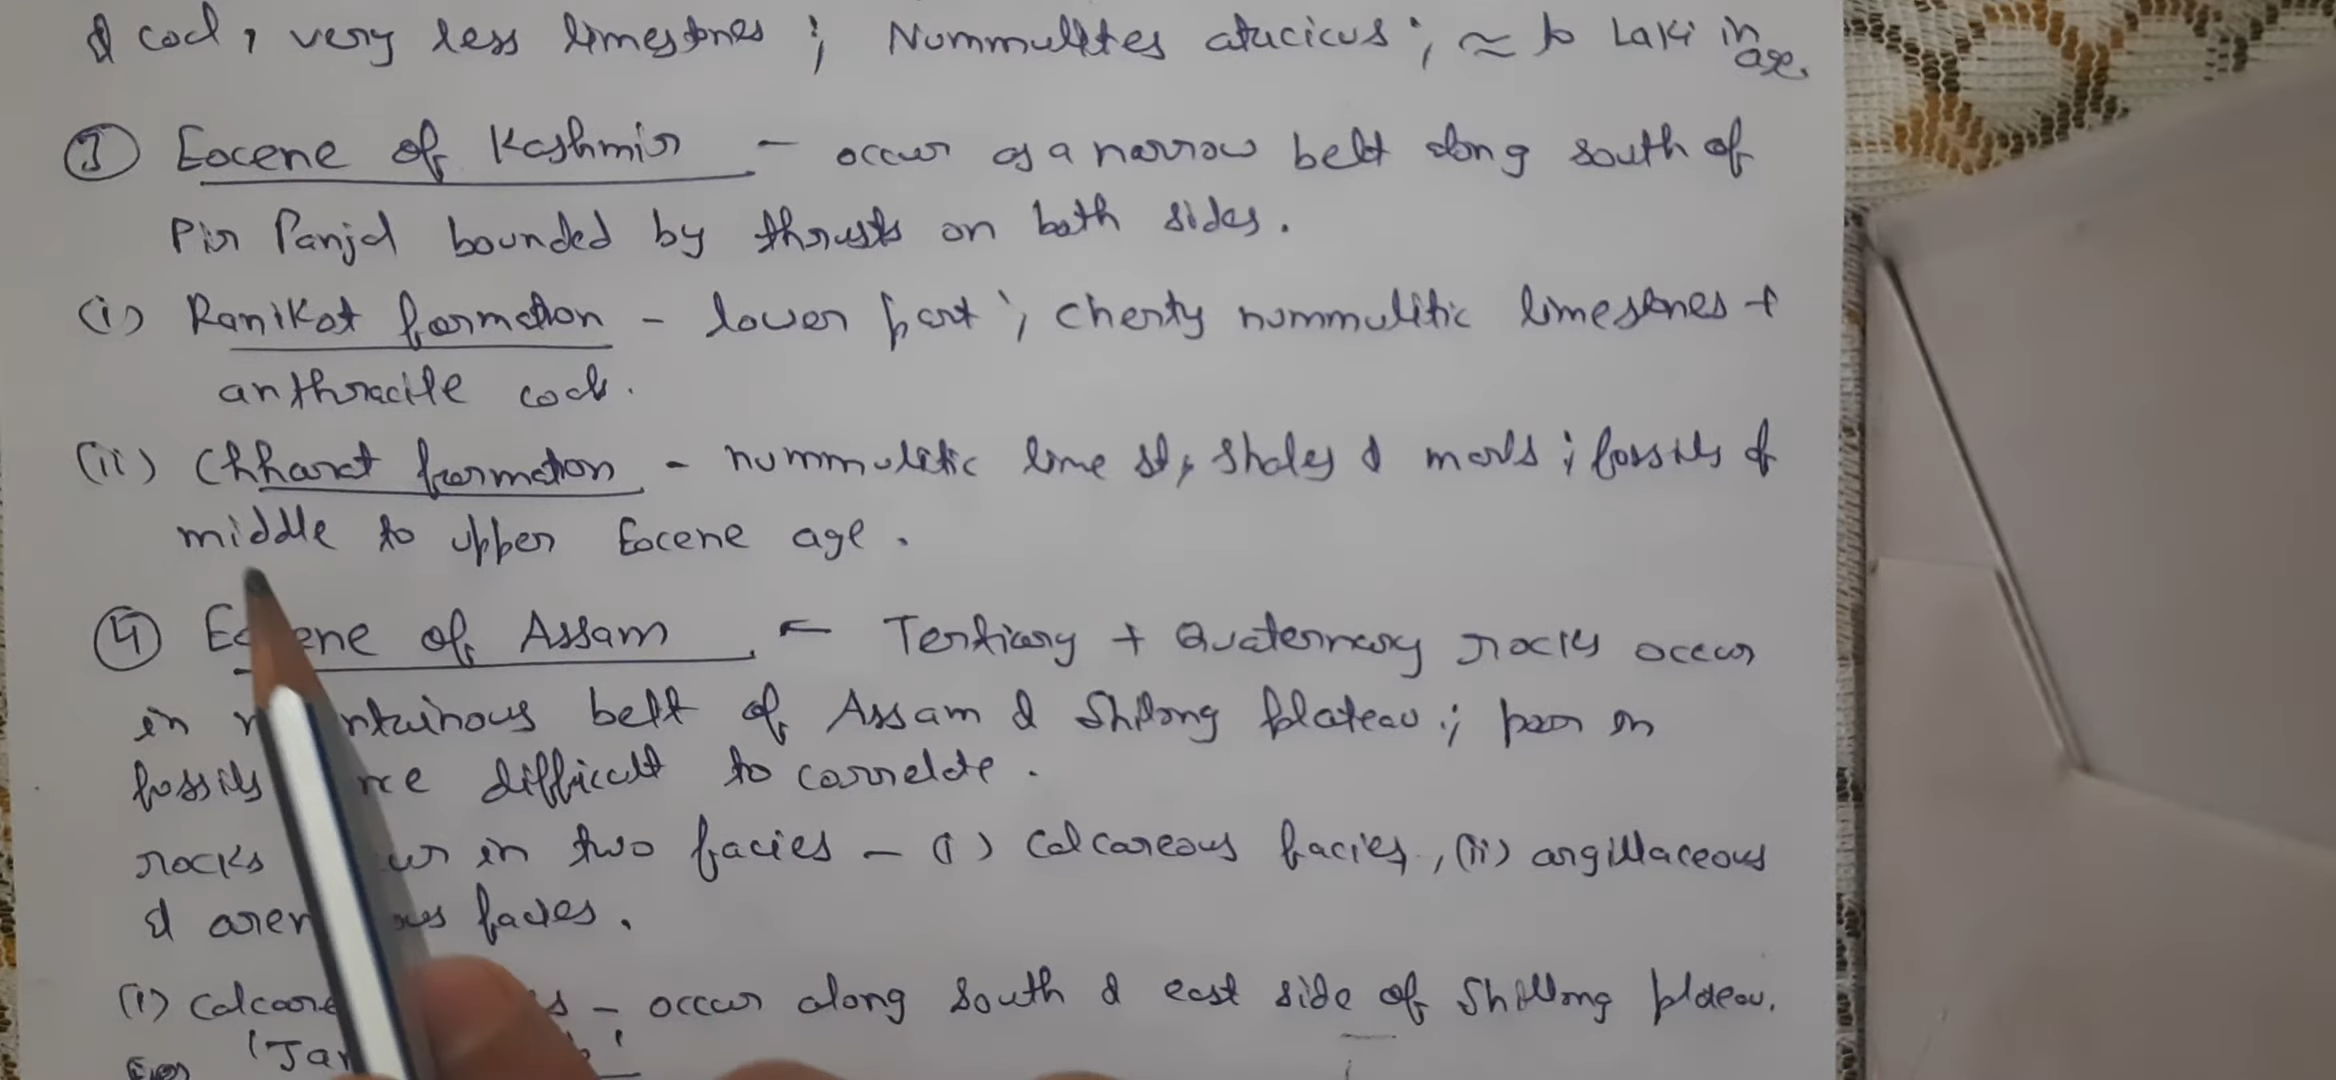 & coal, very less limestones ; Nummulites atacicus ; ≈ to Laki in age.
③ Eocene of Kashmir - occur as a narrow belt along south of
Pir Panjal bounded by thrusts on both sides.
(i) Ranikot formation - lower part ; cherty nummulitic limestones +
anthracite coal.
(ii) Chharat formation - nummulitic lime st, shales & marls ; fossils of
middle to upper Eocene age.
④ Eocene of Assam - Tertiary + Quaternary rocks occur
in belt of Assam & Shillong plateau ; poor in
fossils difficult to correlate.
rocks in two facies - (i) calcareous facies, (ii) argillaceous
& facies.
(i) - occur along south & east side of Shillong plateau.